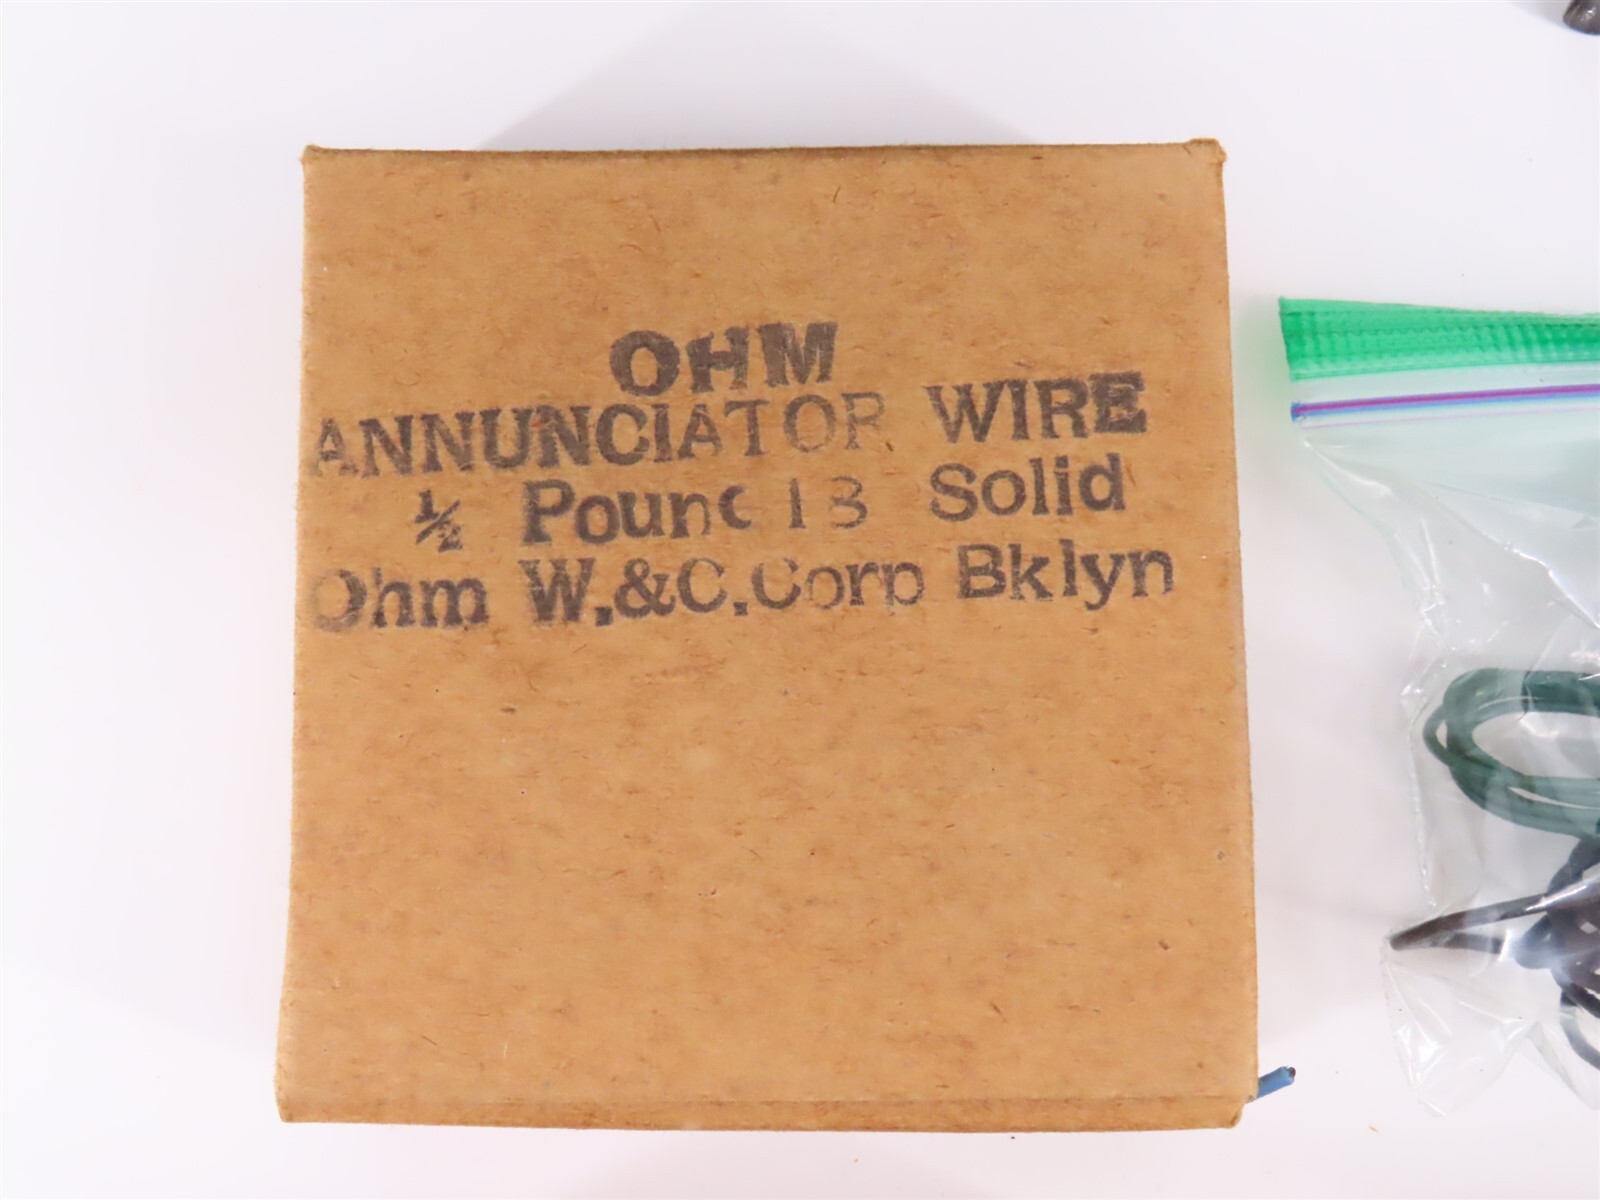 OHM
ANNUNCIATOR WIRE
½ Pound 18 Solid
Ohm W.&C.Corp Bklyn